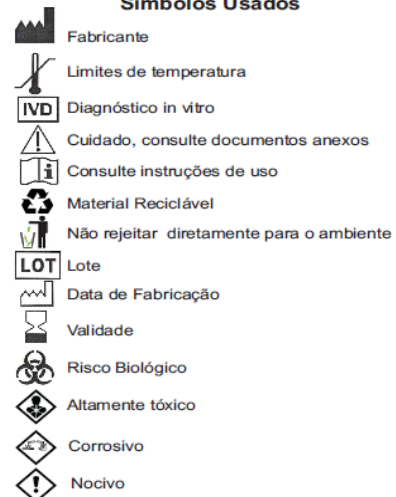 Símbolos Usados
Fabricante
Limites de temperatura
IVD Diagnóstico in vitro
Cuidado, consulte documentos anexos
i Consulte instruções de uso
Material Reciclável
Não rejeitar diretamente para o ambiente
LOT Lote
Data de Fabricação
Validade
Risco Biológico
Altamente tóxico
Corrosivo
Nocivo